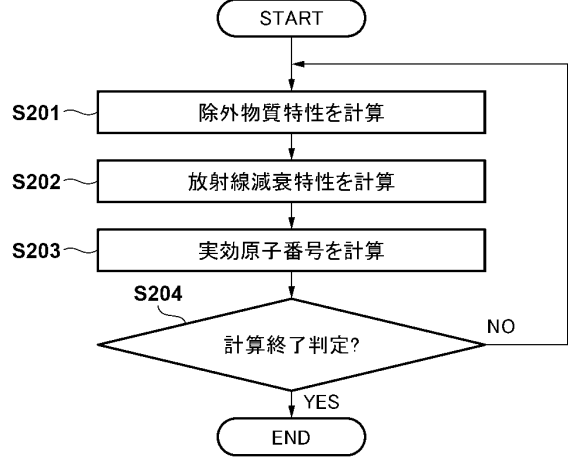 START
S201
除外物質特性を計算
S202
放射線減衰特性を計算
S203
実効原子番号を計算
S204
計算終了判定?
NO
YES
END